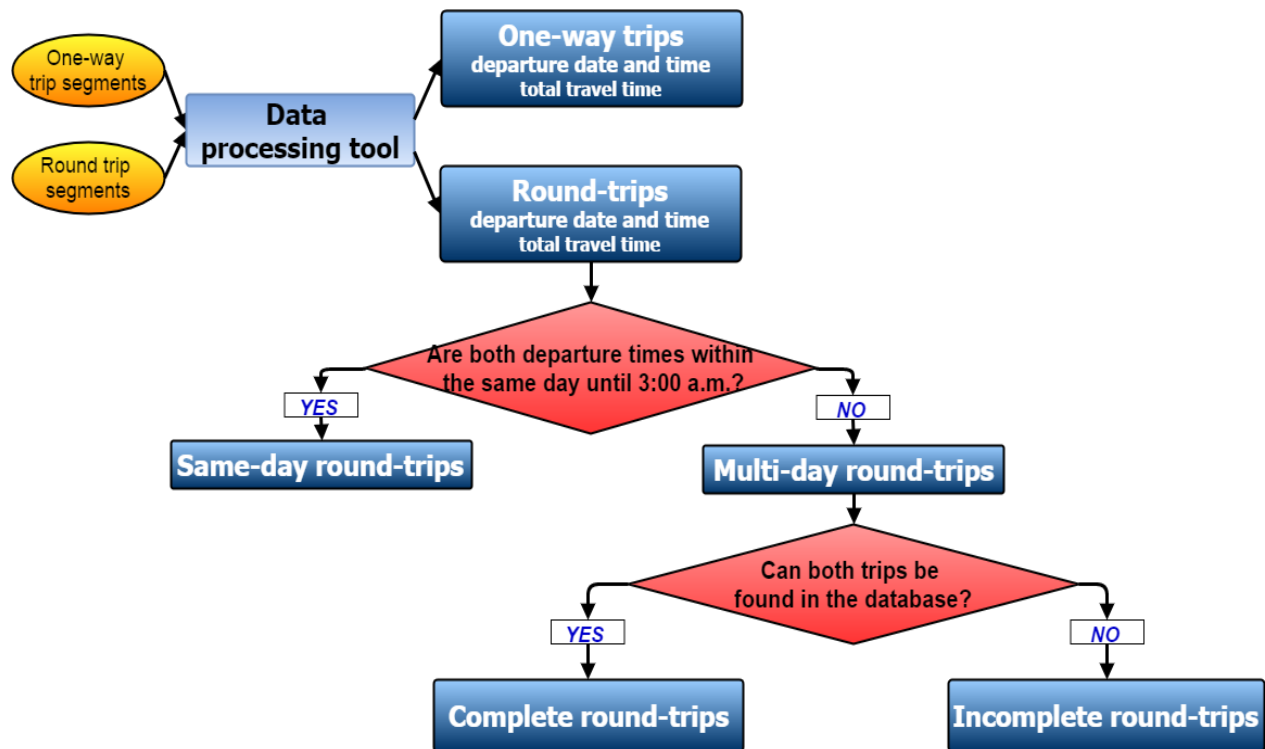 One-way
trip segments
Round trip
segments
Data
processing tool
One-way trips
departure date and time
total travel time
Round-trips
departure date and time
total travel time
Are both departure times within
the same day until 3:00 a.m.?
YES
NO
Same-day round-trips
Multi-day round-trips
Can both trips be
found in the database?
YES
NO
Complete round-trips
Incomplete round-trips